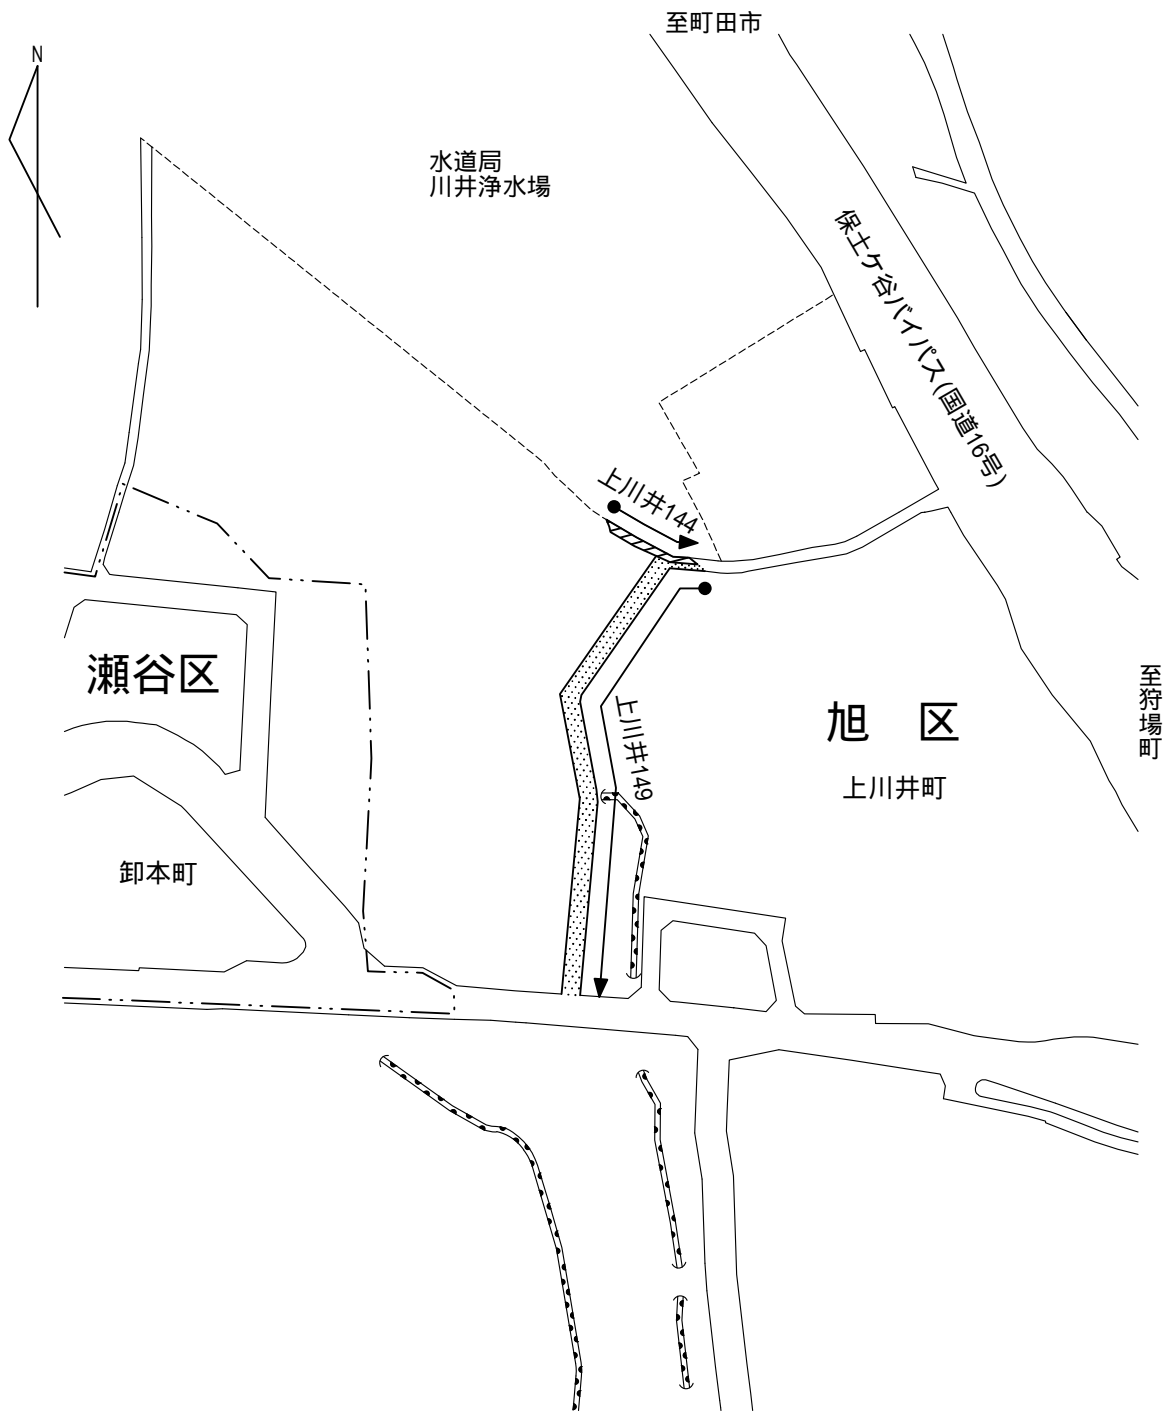 至町田市
N
水道局
川井浄水場
保土ケ谷バイパス(国道16号)
上川井144
瀬谷区
上川井149
旭　区
至狩場町
上川井町
卸本町